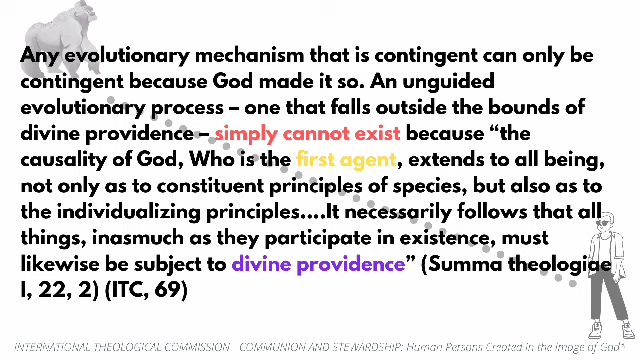 Any evolutionary mechanism that is contingent can only be
contingent because God made it so. An unguided
evolutionary process – one that falls outside the bounds of
divine providence – simply cannot exist because “the
causality of God, Who is the first agent, extends to all being,
not only as to constituent principles of species, but also as to
the individualizing principles....It necessarily follows that all
things, inasmuch as they participate in existence, must
likewise be subject to divine providence” (Summa theologiae
I, 22, 2) (ITC, 69)
INTERNATIONAL THEOLOGICAL COMMISSION - COMMUNION AND STEWARDSHIP: Human Persons Created in the Image of God*